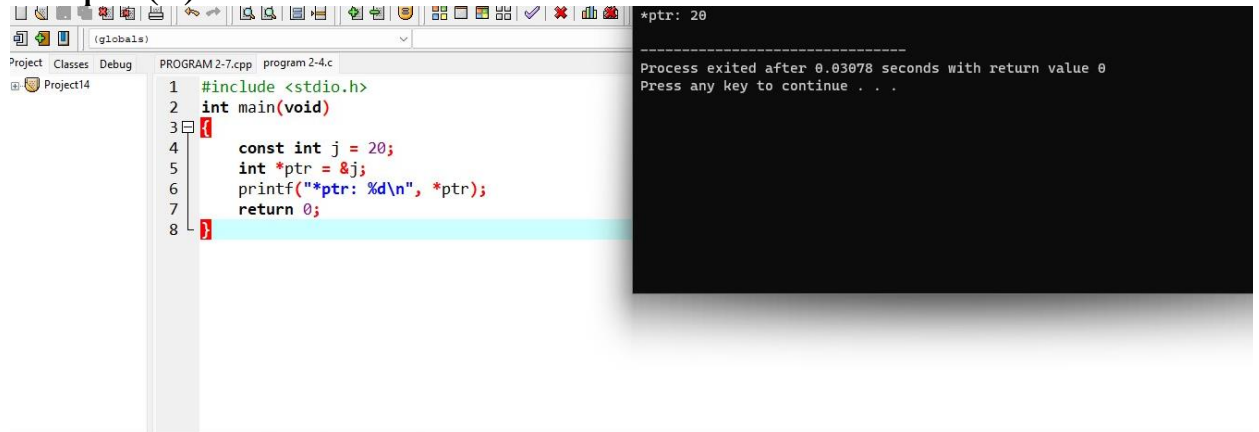 (globals)
Project Classes Debug
PROGRAM 2-7.cpp program 2-4.c
Project14
1 #include <stdio.h>
2 int main(void)
3 {
4 const int j = 20;
5 int *ptr = &j;
6 printf("*ptr: %d\n", *ptr);
7 return 0;
8 }
*ptr: 20
--------------------------------
Process exited after 0.03078 seconds with return value 0
Press any key to continue . . .